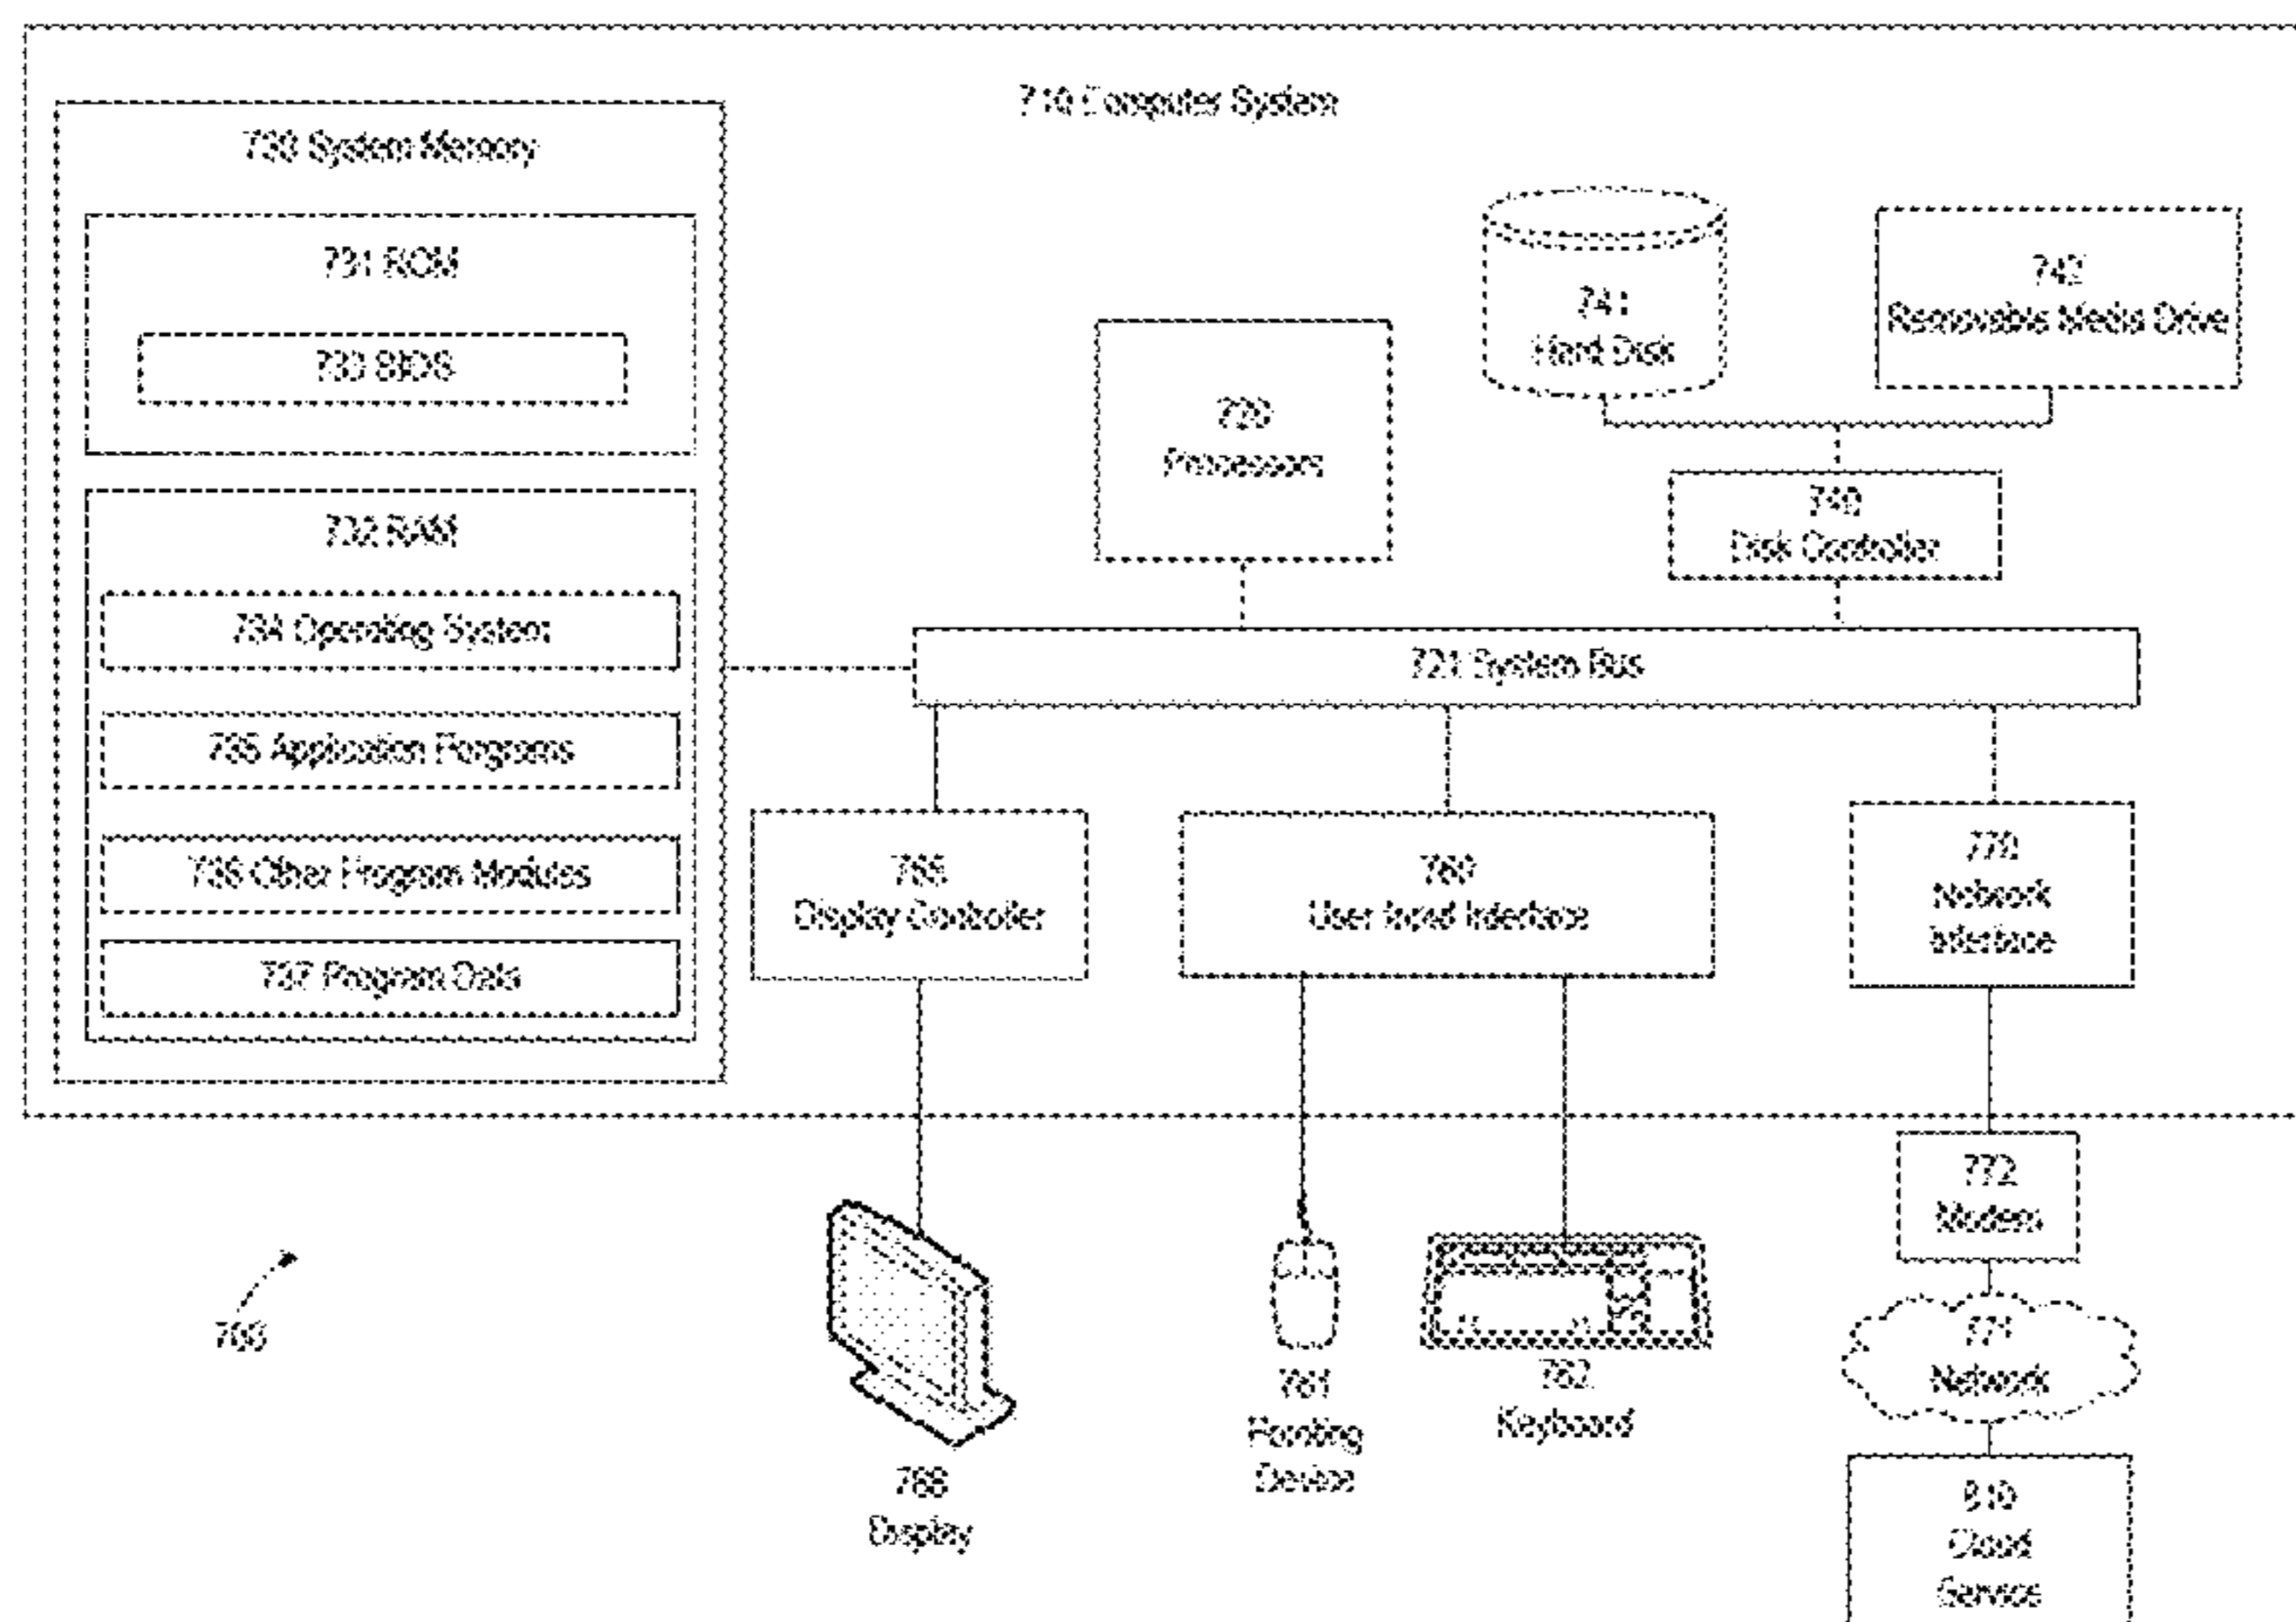 710 Computer System
730 System Memory
731 ROM
733 BIOS
732 RAM
734 Operating System
735 Application Porgrams
736 Other Program Modules
737 Program Data
720
Processors
741
Hard Disk
742
Removable Media Drive
740
Disk Controller
721 System Bus
765
Display Controller
760
User Input Interface
770
Network
Interface
772
Modem
771
Network
810
Cloud
Service
766
Display
761
Pointing
Device
762
Keyboard